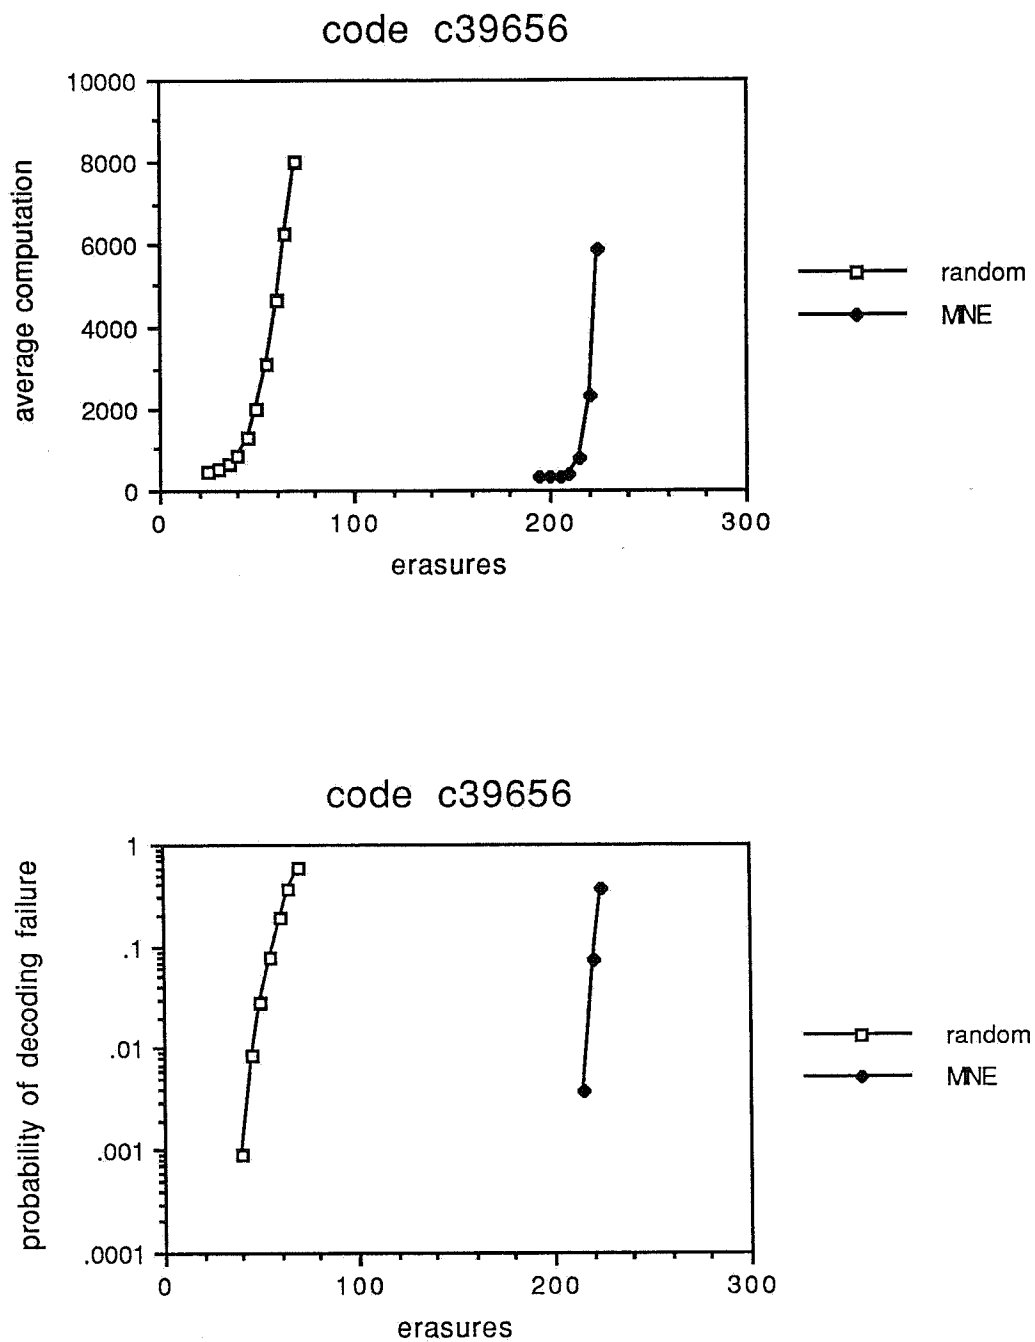 code c39656
10000
8000
6000
4000
2000
0
average computation
0 100 200 300
erasures
random
MNE
code c39656
1
.1
.01
.001
.0001
probability of decoding failure
0 100 200 300
erasures
random
MNE